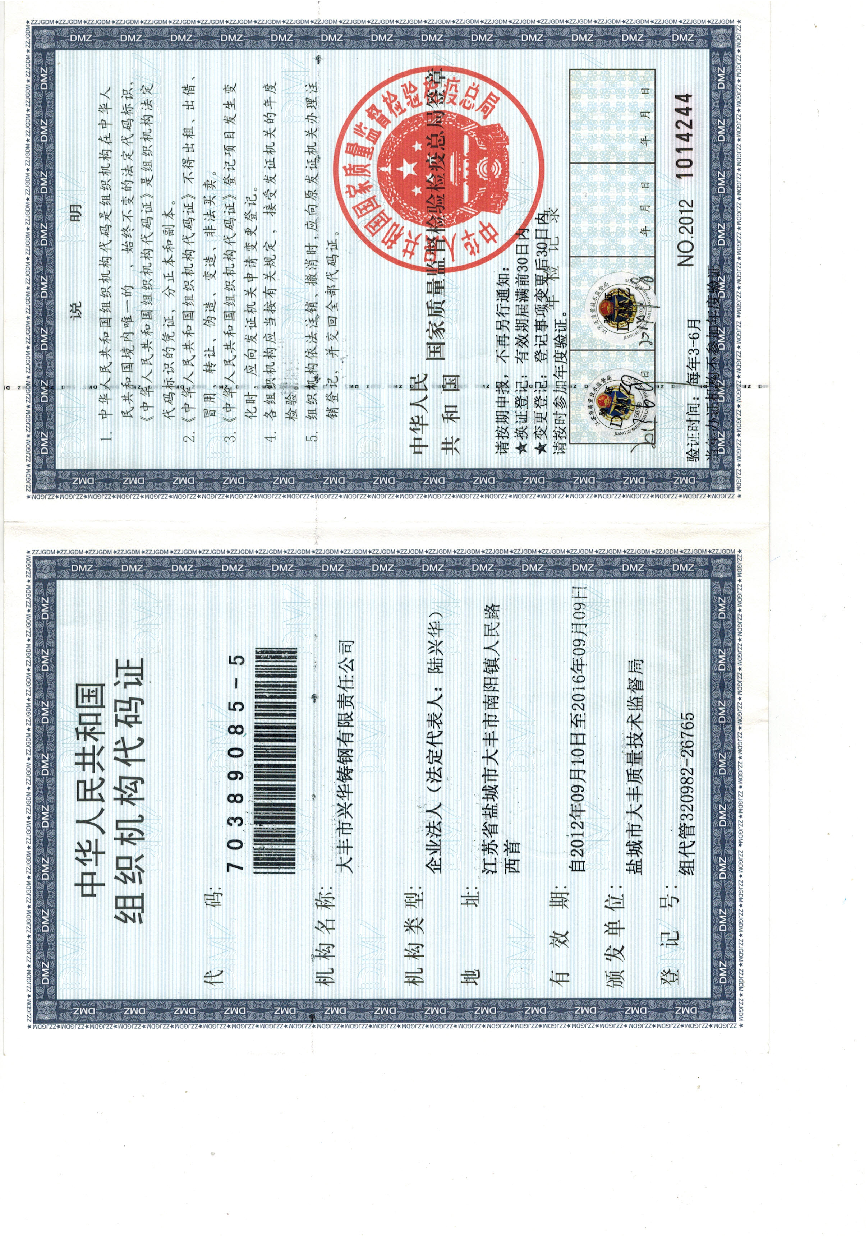 中华人民共和国
组织机构代码证
代 码:
70389085-5
机构名称: 大丰市兴华铸钢有限责任公司
机构类型: 企业法人(法定代表人: 陆兴华)
地 址: 江苏省盐城市大丰市南阳镇人民路
西首
有 效 期: 自2012年09月10日至2016年09月09日
颁发单位: 盐城市大丰质量技术监督局
登 记 号: 组代管320982-26765
说 明
1. 中华人民共和国组织机构代码是组织机构在中华人
民共和国境内唯一的、始终不变的法定代码标识,
《中华人民共和国组织机构代码证》是组织机构法定
代码标识的凭证,分正本和副本。
2.《中华人民共和国组织机构代码证》不得出租、出借、
冒用、转让、伪造、变造、非法买卖。
3.《中华人民共和国组织机构代码证》登记项目发生变
化时,应向发证机关申请变更登记。
4. 各组织机构应当按有关规定,接受发证机关的年度
检验。
5. 组织机构依法注销、撤消时,应向原发证机关办理注
销登记,并交回全部代码证。
中华人民
共 和 国
国家质量监督检验检疫总局签章
请按期申报,不再另行通知:
★换证登记: 有效期届满前30日内
★变更登记: 登记事项变更后30日内
请按时参加年度验证。
年 检 记 录
年 月 日
年 月 日
NO.2012 1014244
验证时间: 每年3-6月